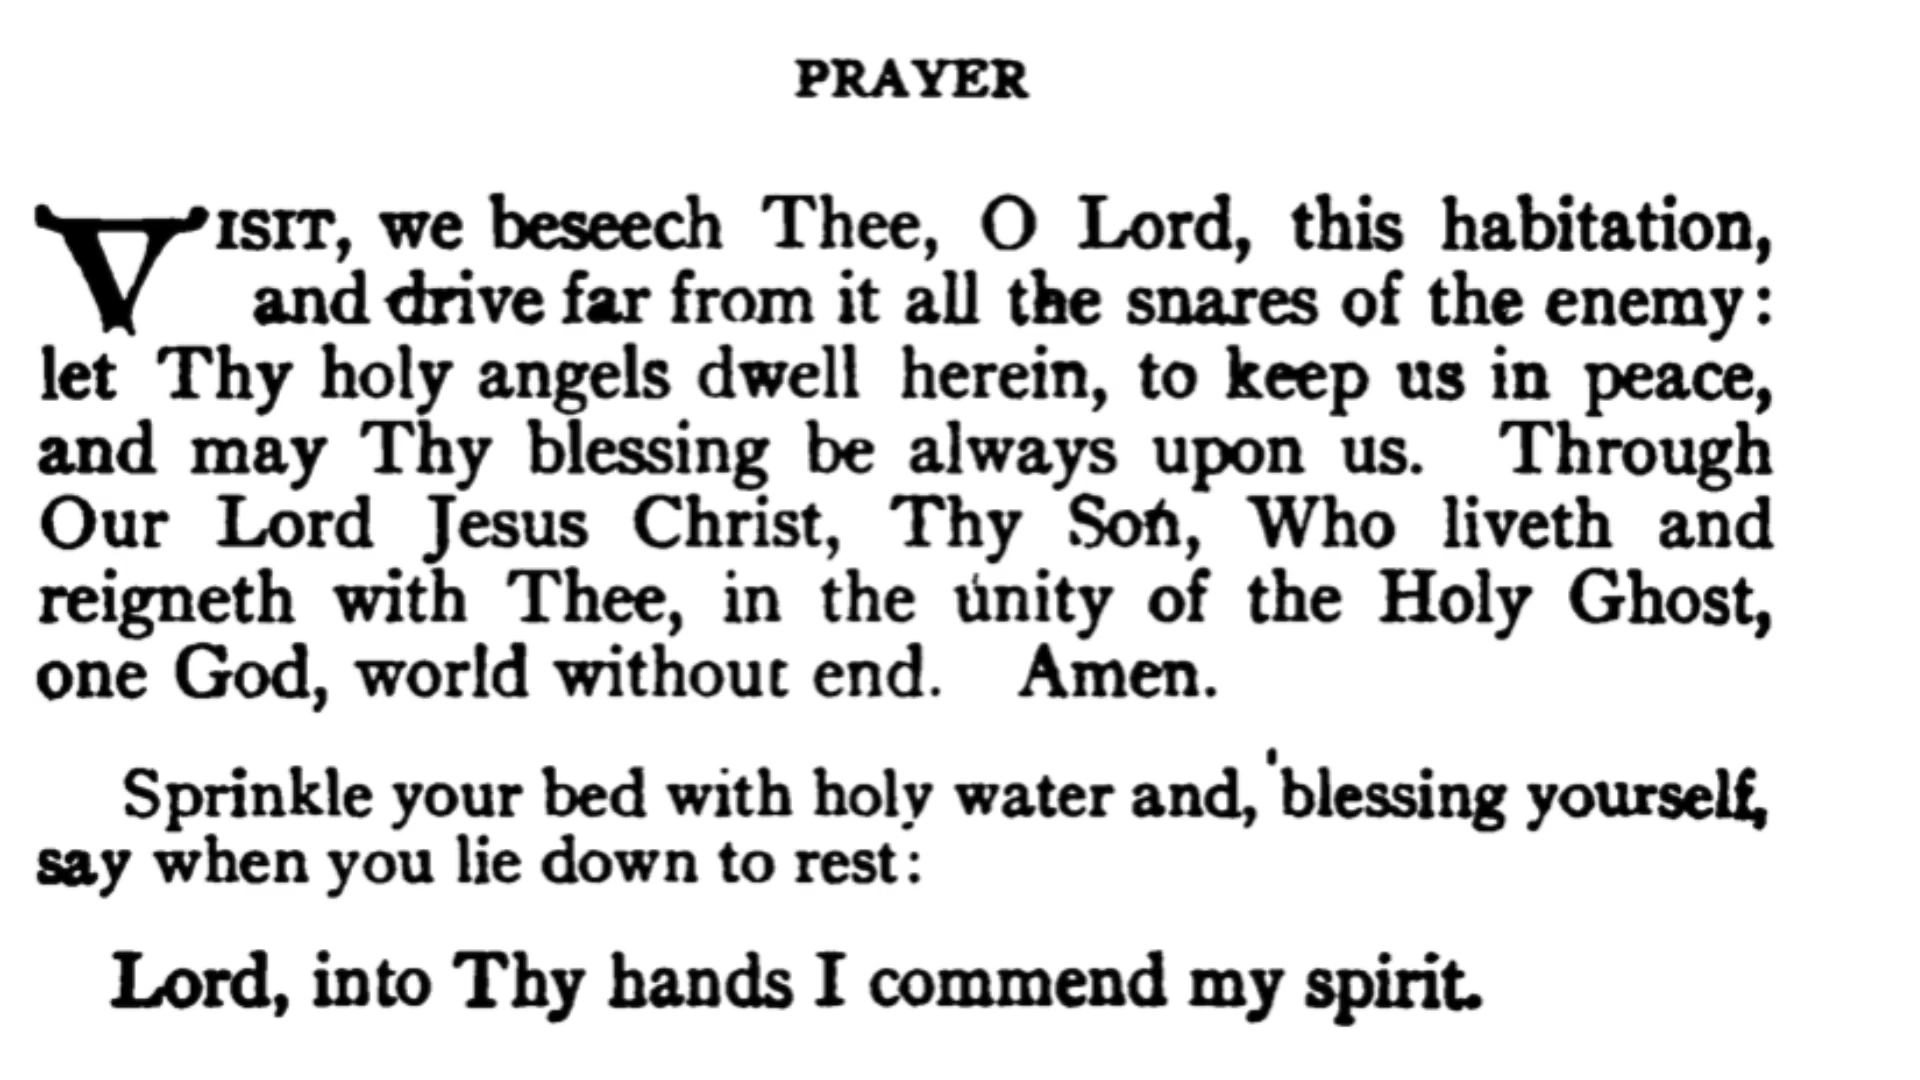 PRAYER
VISIT, we beseech Thee, O Lord, this habitation,
and drive far from it all the snares of the enemy:
let Thy holy angels dwell herein, to keep us in peace,
and may Thy blessing be always upon us. Through
Our Lord Jesus Christ, Thy Son, Who liveth and
reigneth with Thee, in the unity of the Holy Ghost,
one God, world without end. Amen.
Sprinkle your bed with holy water and, blessing yourself,
say when you lie down to rest:
Lord, into Thy hands I commend my spirit.